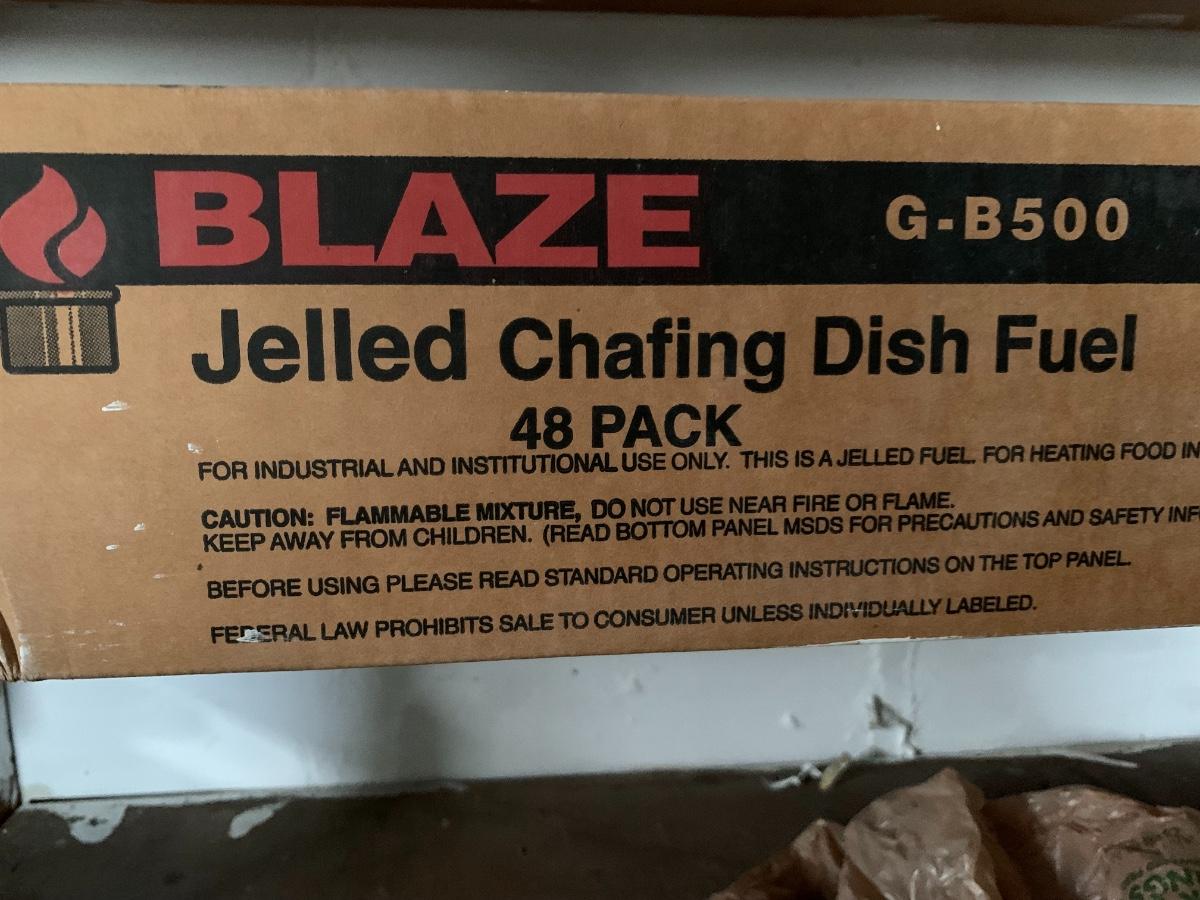 BLAZE G-B500
Jelled Chafing Dish Fuel
48 PACK
FOR INDUSTRIAL AND INSTITUTIONAL USE ONLY. THIS IS A JELLED FUEL. FOR HEATING FOOD IN
CAUTION: FLAMMABLE MIXTURE, DO NOT USE NEAR FIRE OR FLAME.
KEEP AWAY FROM CHILDREN. (READ BOTTOM PANEL MSDS FOR PRECAUTIONS AND SAFETY
BEFORE USING PLEASE READ STANDARD OPERATING INSTRUCTIONS ON THE TOP PANEL.
FEDERAL LAW PROHIBITS SALE TO CONSUMER UNLESS INDIVIDUALLY LABELED.